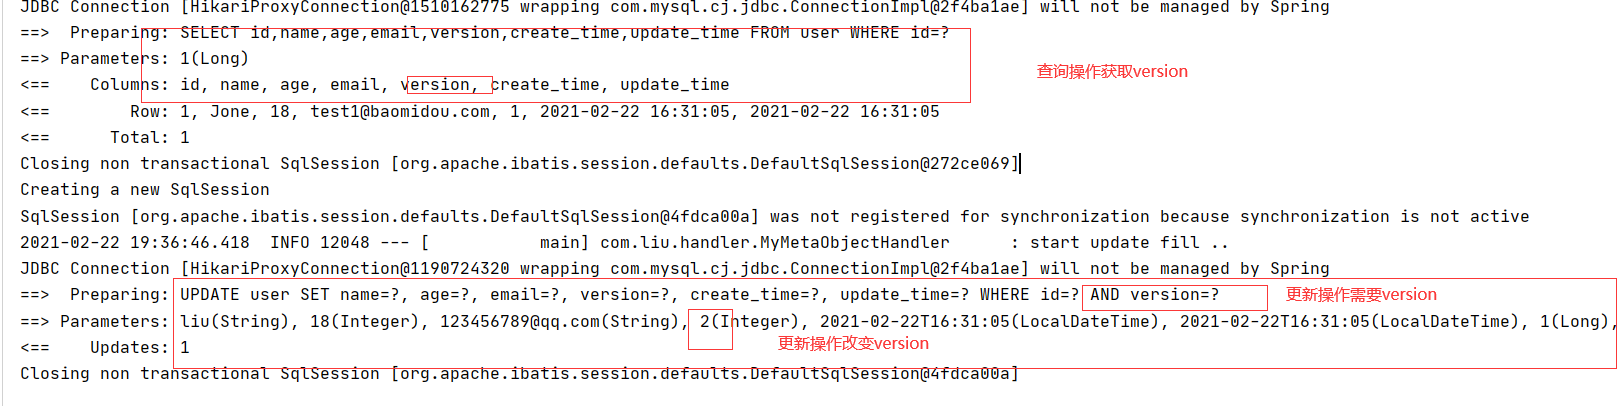 JDBC Connection [HikariProxyConnection@1510162775 wrapping com.mysql.cj.jdbc.ConnectionImpl@2f4ba1ae] will not be managed by Spring
==>  Preparing: SELECT id,name,age,email,version,create_time,update_time FROM user WHERE id=?
==> Parameters: 1(Long)
查询操作获取version
<==    Columns: id, name, age, email, version, create_time, update_time
<==        Row: 1, Jone, 18, test1@baomidou.com, 1, 2021-02-22 16:31:05, 2021-02-22 16:31:05
<==      Total: 1
Closing non transactional SqlSession [org.apache.ibatis.session.defaults.DefaultSqlSession@272ce069]
Creating a new SqlSession
SqlSession [org.apache.ibatis.session.defaults.DefaultSqlSession@4fdca00a] was not registered for synchronization because synchronization is not active
2021-02-22 19:36:46.418  INFO 12048 --- [           main] com.liu.handler.MyMetaObjectHandler      : start update fill ..
JDBC Connection [HikariProxyConnection@1190724320 wrapping com.mysql.cj.jdbc.ConnectionImpl@2f4ba1ae] will not be managed by Spring
==>  Preparing: UPDATE user SET name=?, age=?, email=?, version=?, create_time=?, update_time=? WHERE id=? AND version=?
更新操作需要version
==> Parameters: liu(String), 18(Integer), 123456789@qq.com(String), 2(Integer), 2021-02-22T16:31:05(LocalDateTime), 2021-02-22T16:31:05(LocalDateTime), 1(Long),
更新操作改变version
<==    Updates: 1
Closing non transactional SqlSession [org.apache.ibatis.session.defaults.DefaultSqlSession@4fdca00a]